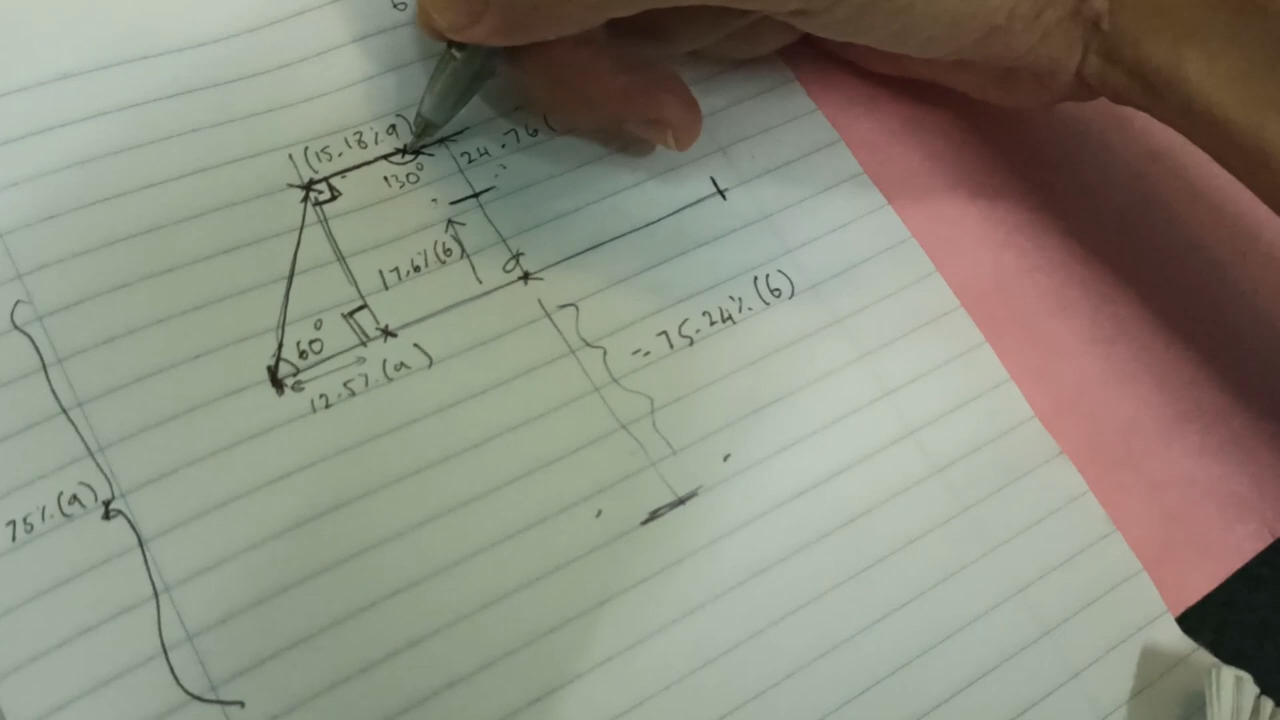 (15.18%a)
24.76(
130°
17.6%(b)
α
60°
12.5%(a)
= 75.24%(b)
75%(a)